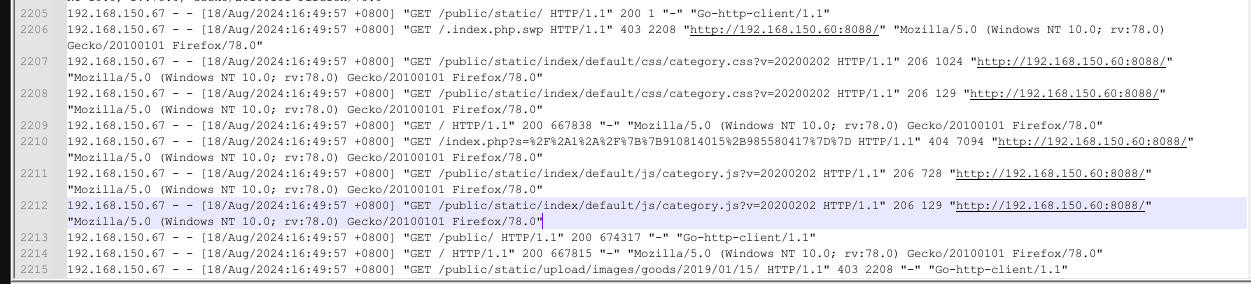 2205 192.168.150.67 - - [18/Aug/2024:16:49:57 +0800] "GET /public/static/ HTTP/1.1" 200 1 "-" "Go-http-client/1.1"
2206 192.168.150.67 - - [18/Aug/2024:16:49:57 +0800] "GET /.index.php.swp HTTP/1.1" 403 2208 "http://192.168.150.60:8088/" "Mozilla/5.0 (Windows NT 10.0; rv:78.0)
Gecko/20100101 Firefox/78.0"
2207 192.168.150.67 - - [18/Aug/2024:16:49:57 +0800] "GET /public/static/index/default/css/category.css?v=20200202 HTTP/1.1" 206 1024 "http://192.168.150.60:8088/"
"Mozilla/5.0 (Windows NT 10.0; rv:78.0) Gecko/20100101 Firefox/78.0"
2208 192.168.150.67 - - [18/Aug/2024:16:49:57 +0800] "GET /public/static/index/default/css/category.css?v=20200202 HTTP/1.1" 206 129 "http://192.168.150.60:8088/"
"Mozilla/5.0 (Windows NT 10.0; rv:78.0) Gecko/20100101 Firefox/78.0"
2209 192.168.150.67 - - [18/Aug/2024:16:49:57 +0800] "GET / HTTP/1.1" 200 667838 "-" "Mozilla/5.0 (Windows NT 10.0; rv:78.0) Gecko/20100101 Firefox/78.0"
2210 192.168.150.67 - - [18/Aug/2024:16:49:57 +0800] "GET /index.php?s=%2F%2A1%2A%2F%7B%7B910814015%2B985580417%7D%7D HTTP/1.1" 404 7094 "http://192.168.150.60:8088/"
"Mozilla/5.0 (Windows NT 10.0; rv:78.0) Gecko/20100101 Firefox/78.0"
2211 192.168.150.67 - - [18/Aug/2024:16:49:57 +0800] "GET /public/static/index/default/js/category.js?v=20200202 HTTP/1.1" 206 728 "http://192.168.150.60:8088/"
"Mozilla/5.0 (Windows NT 10.0; rv:78.0) Gecko/20100101 Firefox/78.0"
2212 192.168.150.67 - - [18/Aug/2024:16:49:57 +0800] "GET /public/static/index/default/js/category.js?v=20200202 HTTP/1.1" 206 129 "http://192.168.150.60:8088/"
"Mozilla/5.0 (Windows NT 10.0; rv:78.0) Gecko/20100101 Firefox/78.0"
2213 192.168.150.67 - - [18/Aug/2024:16:49:57 +0800] "GET /public/ HTTP/1.1" 200 674317 "-" "Go-http-client/1.1"
2214 192.168.150.67 - - [18/Aug/2024:16:49:57 +0800] "GET / HTTP/1.1" 200 667815 "-" "Mozilla/5.0 (Windows NT 10.0; rv:78.0) Gecko/20100101 Firefox/78.0"
2215 192.168.150.67 - - [18/Aug/2024:16:49:57 +0800] "GET /public/static/upload/images/goods/2019/01/15/ HTTP/1.1" 403 2208 "-" "Go-http-client/1.1"